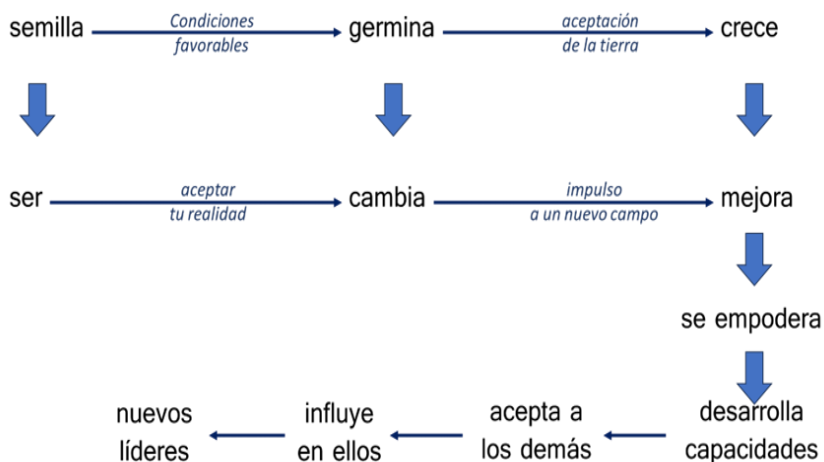 semilla
Condiciones
favorables
germina
aceptación
de la tierra
crece
ser
aceptar
tu realidad
cambia
impulso
a un nuevo campo
mejora
se empodera
desarrolla
capacidades
acepta a
los demás
influye
en ellos
nuevos
líderes